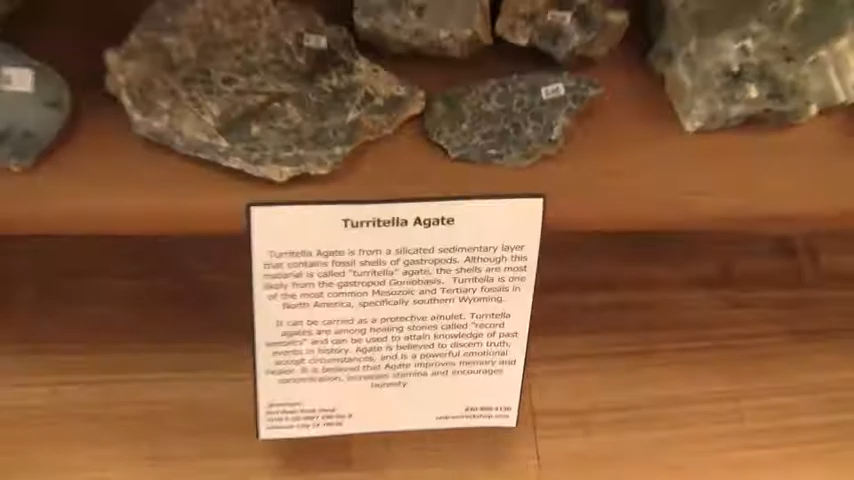 Turritella Agate
Turritella Agate is from a silicated sedimentary layer
that contains fossil shells of gastropods. Although this
material is called "turritella" agate, the shells are most
likely from the gastropod Goniobasis. Turritella is one
of the most common Mesozoic and Tertiary fossils in
North America, specifically southern Wyoming.
It can be carried as a protective amulet. Turritella
agates are among healing stories called "record
keepers" and can be used to attain knowledge of past
events in history. Agate is believed to discern truth,
accept circumstances, and is a powerful emotional
healer. It is believed that Agate improves memory and
concentration, increases stamina and encourages
honesty.